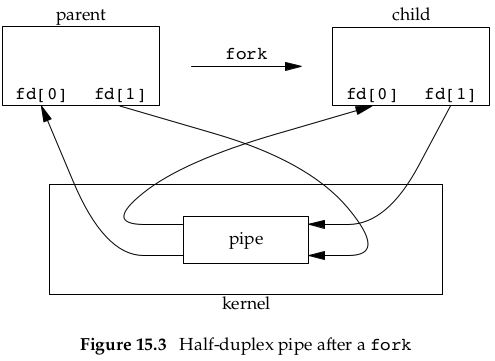 parent
child
fork
fd[0] fd[1]
fd[0] fd[1]
pipe
kernel
Figure 15.3 Half-duplex pipe after a fork